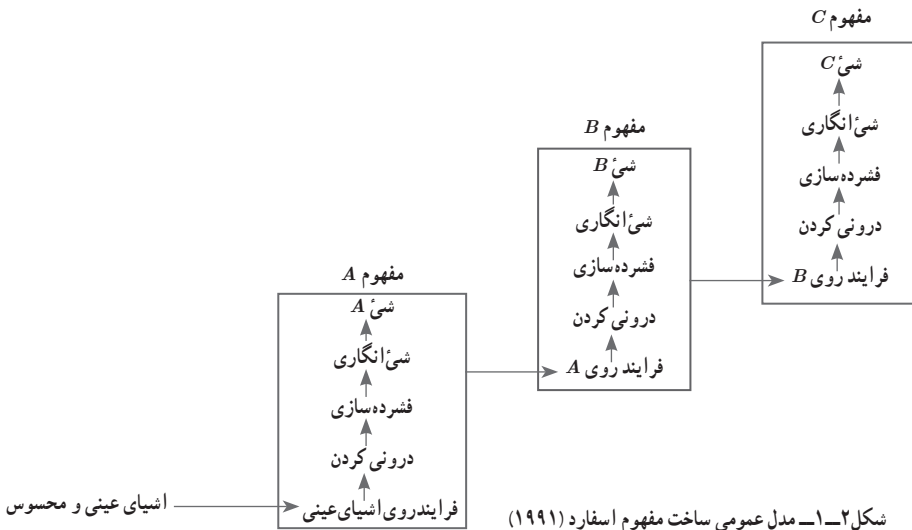 مفهوم C
شئ C
شئ‌انگاری
فشرده‌سازی
درونی کردن
فرایند روی B
مفهوم B
شئ B
شئ‌انگاری
فشرده‌سازی
درونی کردن
فرایند روی A
مفهوم A
شئ A
شئ‌انگاری
فشرده‌سازی
درونی کردن
فرایندروی اشیای‌عینی
اشیای عینی و محسوس
شکل۲ــ۱ــ مدل عمومی ساخت مفهوم اسفارد (۱۹۹۱)